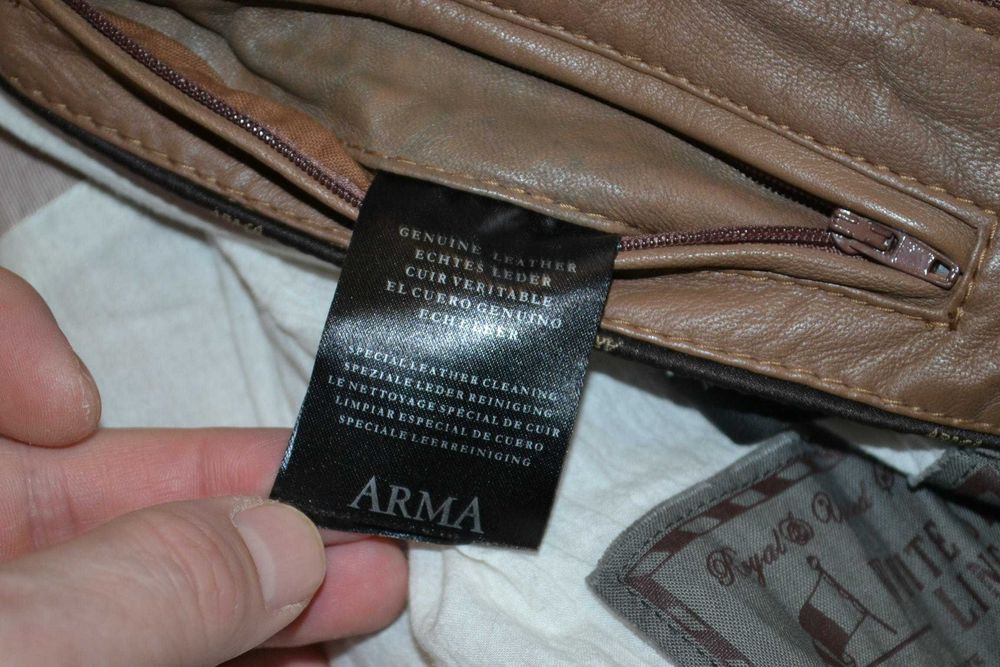 GENUINE LEATHER
ECHTES LEDER
CUIR VERITABLE
EL CUERO GENUINO
ECHT LEER
SPECIAL LEATHER CLEANING
SPEZIALE LEDER REINIGUNG
LE NETTOYAGE SPÉCIAL DE CUIR
LIMPIAR ESPECIAL DE CUERO
SPECIALE LEERREINIGING
ARMA
Royal &